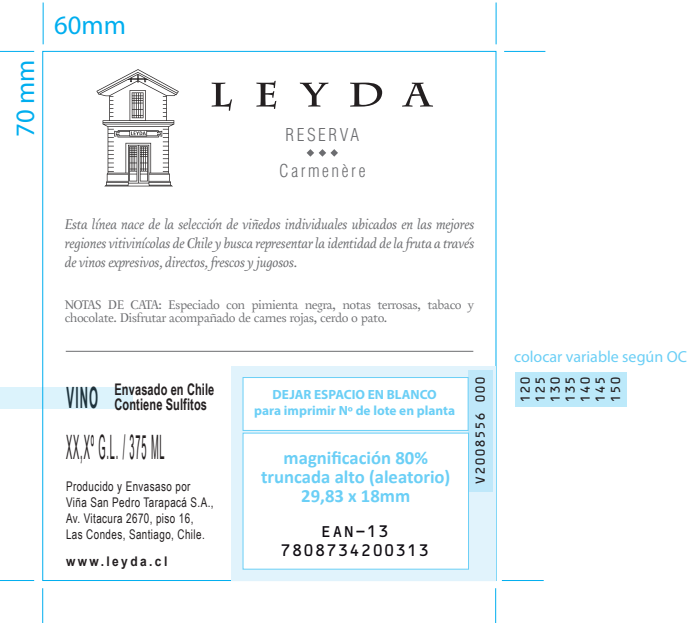 60mm
70 mm
LEYDA
LEYDA
RESERVA
Carmenère
Esta línea nace de la selección de viñedos individuales ubicados en las mejores
regiones vitivinícolas de Chile y busca representar la identidad de la fruta a través
de vinos expresivos, directos, frescos y jugosos.
NOTAS DE CATA: Especiado con pimienta negra, notas terrosas, tabaco y
chocolate. Disfrutar acompañado de carnes rojas, cerdo o pato.
VINO
Envasado en Chile
Contiene Sulfitos
XX,Xº G.L. / 375 ML
Producido y Envasaso por
Viña San Pedro Tarapacá S.A.,
Av. Vitacura 2670, piso 16,
Las Condes, Santiago, Chile.
www.leyda.cl
DEJAR ESPACIO EN BLANCO
para imprimir Nº de lote en planta
magnificación 80%
truncada alto (aleatorio)
29,83 x 18mm
EAN-13
7808734200313
V2008556 000
colocar variable según OC
120
125
130
135
140
145
150